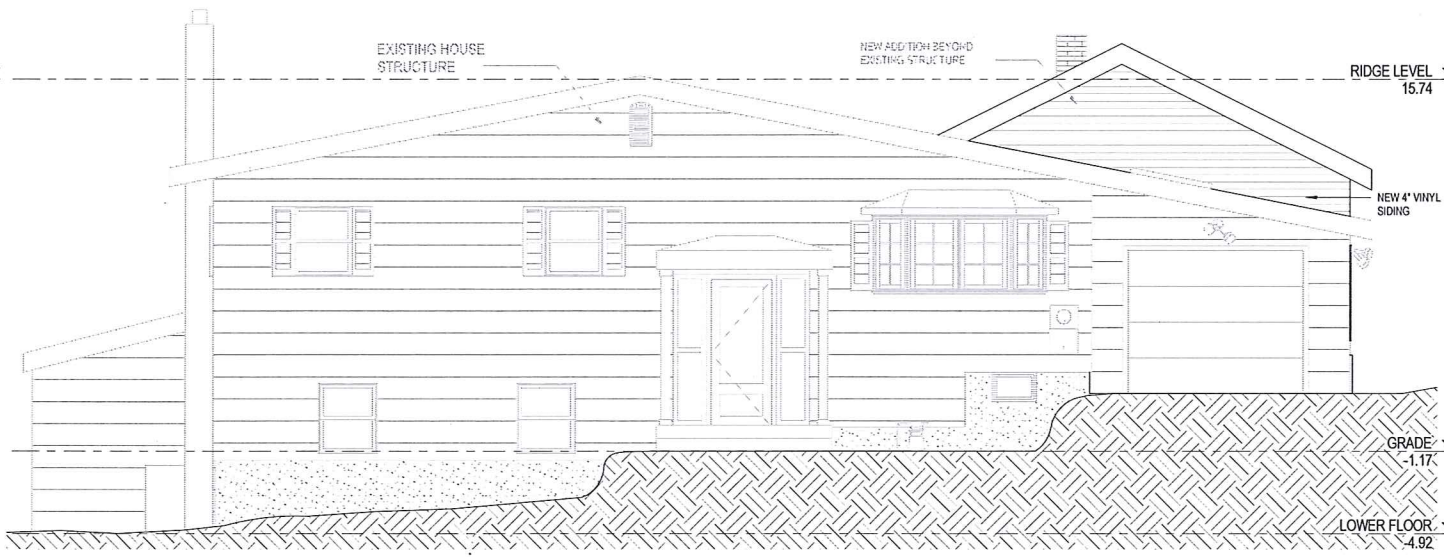 EXISTING HOUSE
STRUCTURE
NEW ADDITION BEYOND
EXISTING STRUCTURE
RIDGE LEVEL
15.74
NEW 4" VINYL
SIDING
GRADE
-1.17
LOWER FLOOR
-4.92